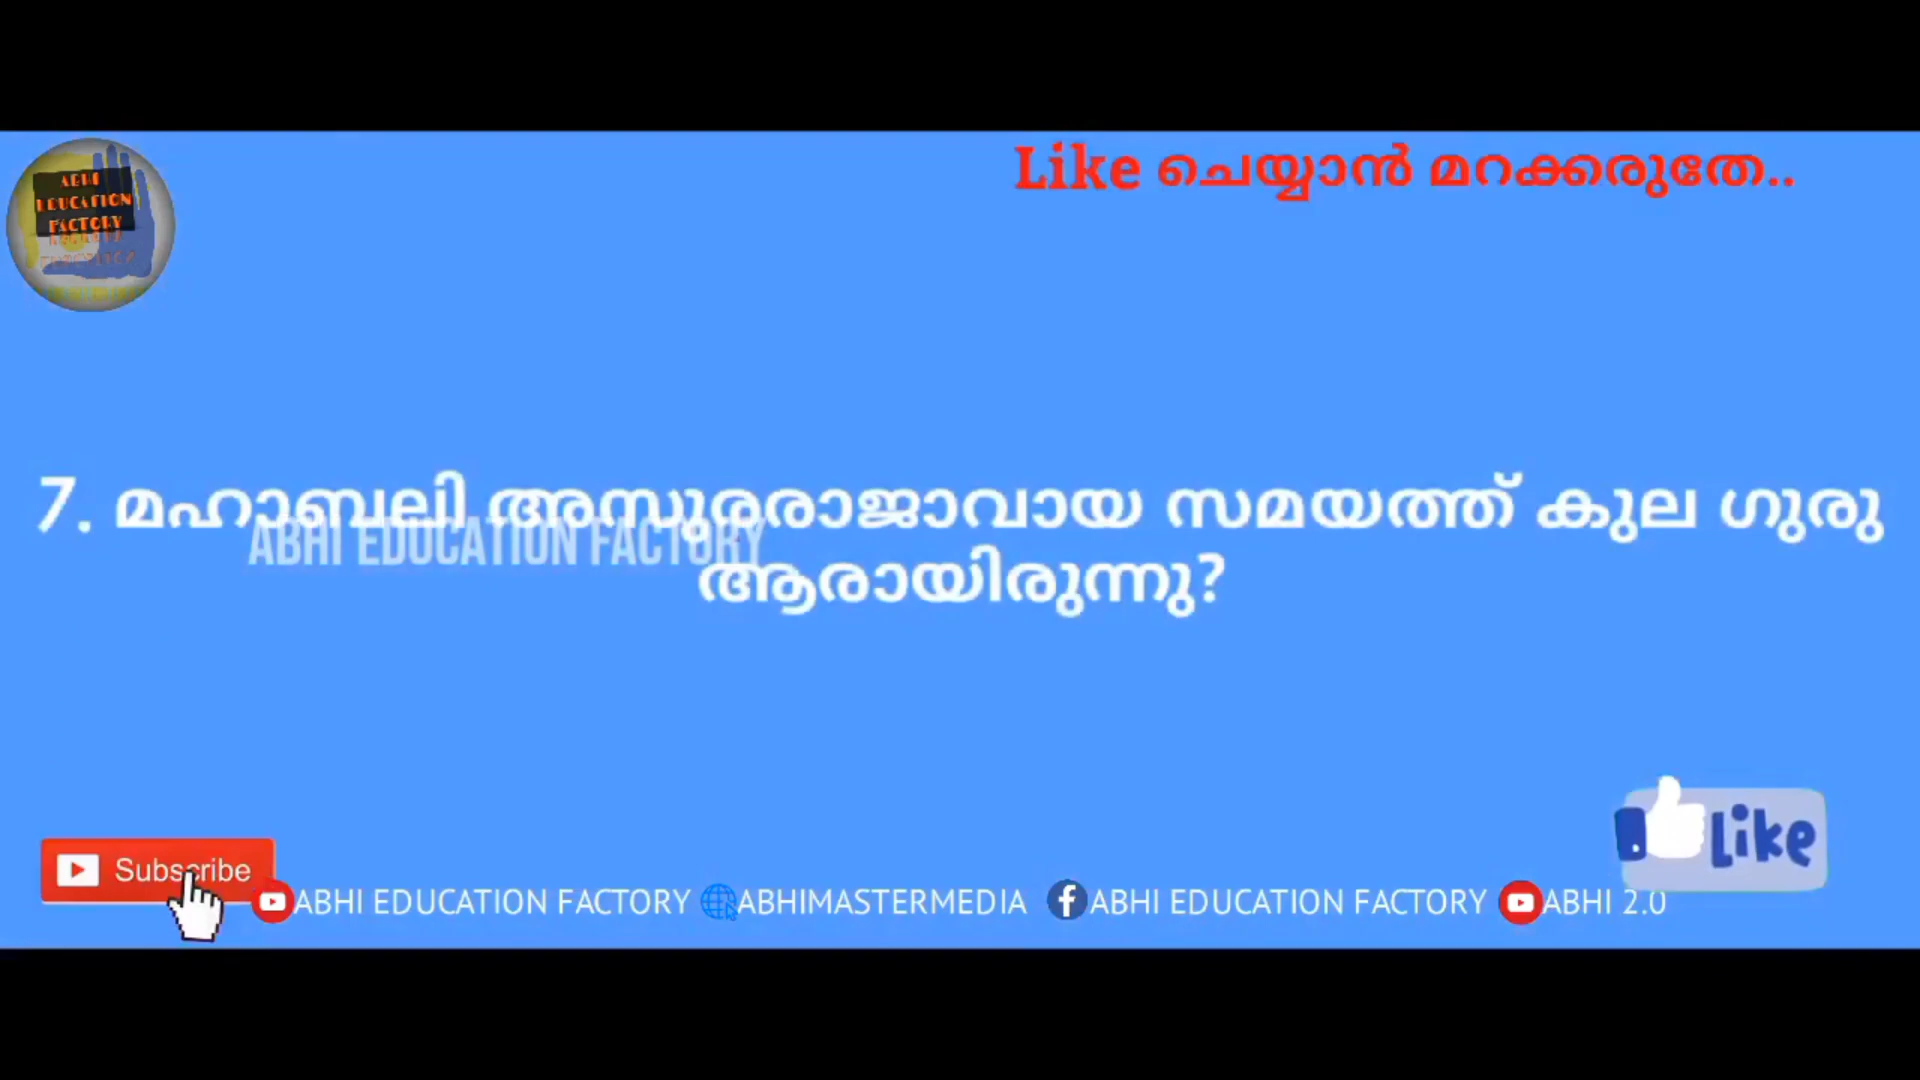 ABHI
EDUCATION
FACTORY
Like ചെയ്യാൻ മറക്കരുതേ..
7. മഹാബലി അസുരരാജാവായ സമയത്ത് കുല ഗുരു
ABHI EDUCATION FACTORY
ആരായിരുന്നു?
Like
Subscribe
ABHI EDUCATION FACTORY ABHIMASTERMEDIA ABHI EDUCATION FACTORY ABHI 2.0